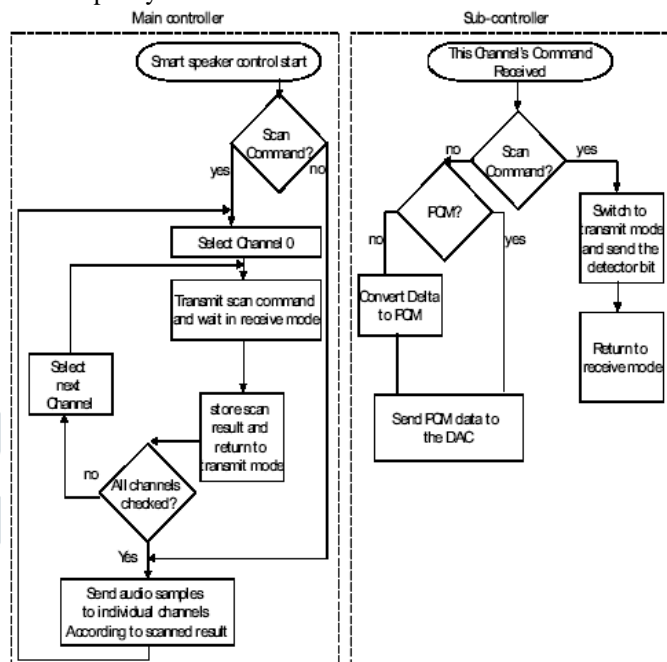 Main controller
Smart speaker control start
Scan
Command?
yes
no
Select Channel 0
Transmit scan command
and wait in receive mode
Select
next
Channel
store scan
result and
return to
transmit mode
no
All channels
checked?
Yes
Send audio samples
to individual channels
According to scanned result
Sub-controller
This Channel's Command
Received
Scan
Command?
no
yes
PCM?
no
yes
Switch to
transmit mode
and send the
detector bit
Convert Delta
to PCM
Return to
receive mode
Send PCM data to
the DAC